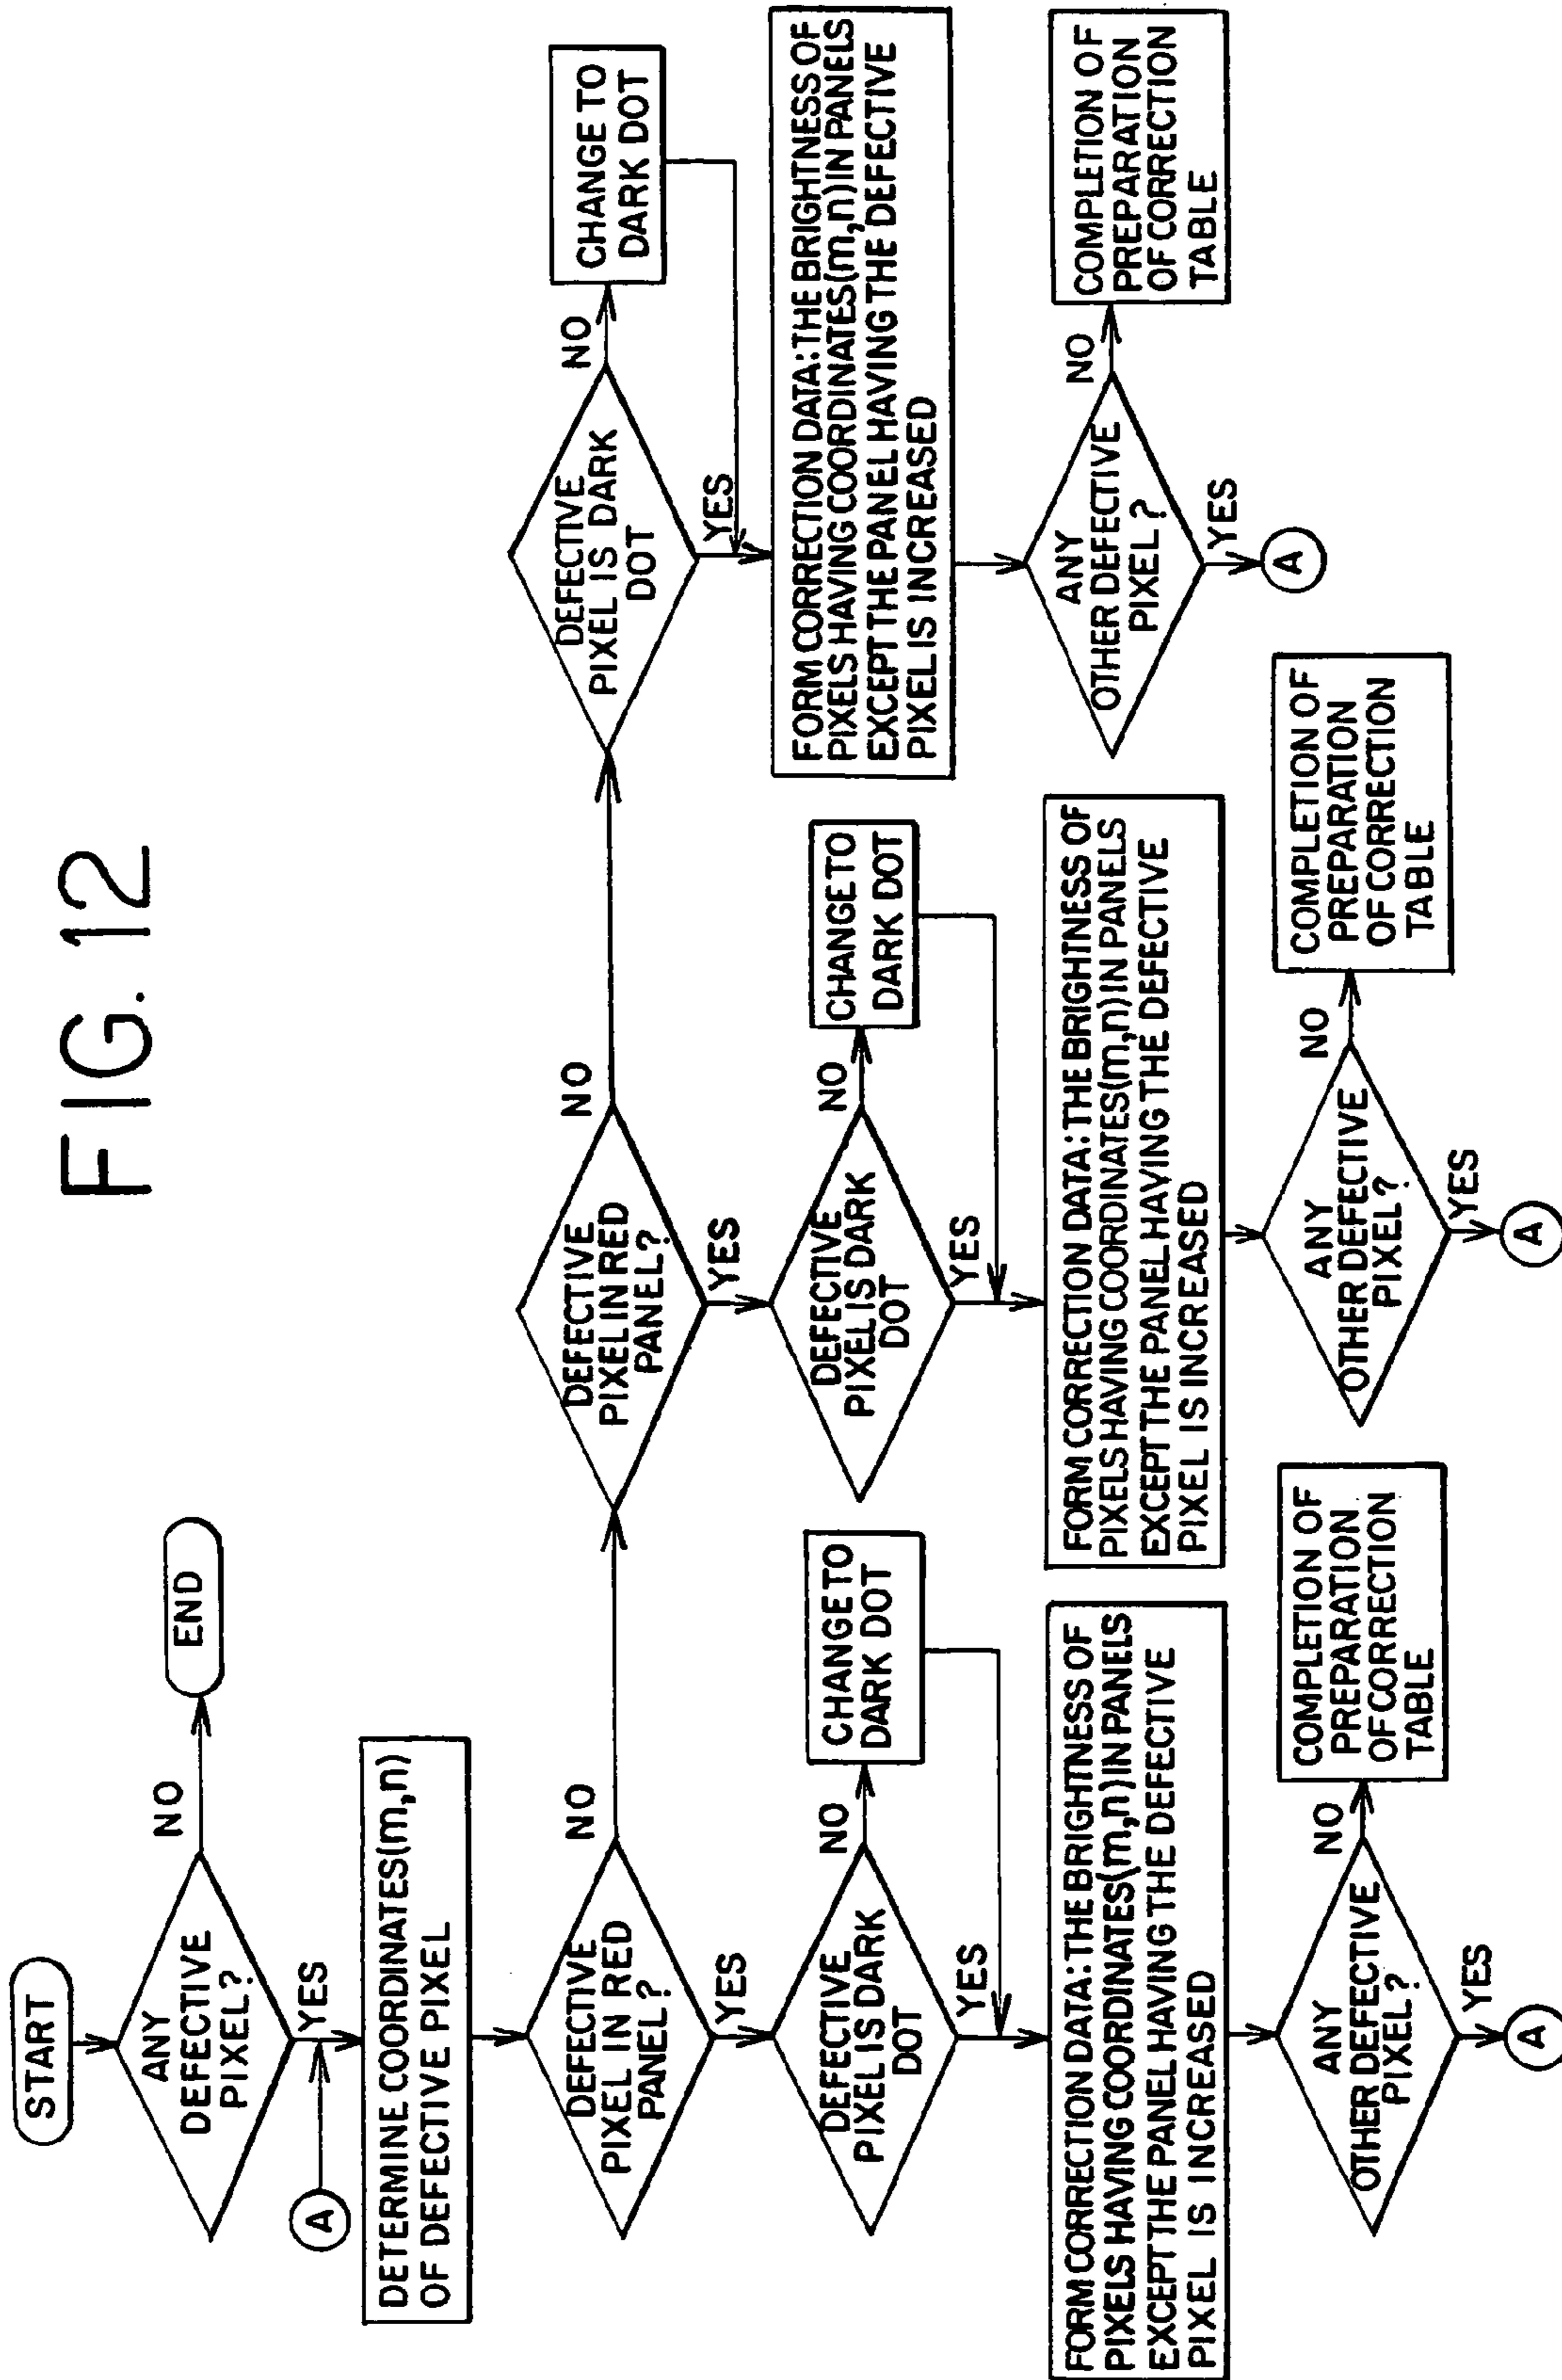 FIG. 12
START
ANY
DEFECTIVE
PIXEL?
NO
END
YES
A
DETERMINE COORDINATES(m,n)
OF DEFECTIVE PIXEL
DEFECTIVE
PIXEL IN RED
PANEL?
NO
YES
DEFECTIVE
PIXEL IS DARK
DOT
NO
CHANGE TO
DARK DOT
YES
FORM CORRECTION DATA: THE BRIGHTNESS OF
PIXELS HAVING COORDINATES(m,n) IN PANELS
EXCEPT THE PANEL HAVING THE DEFECTIVE
PIXEL IS INCREASED
ANY
OTHER DEFECTIVE
PIXEL?
NO
COMPLETION OF
PREPARATION
OF CORRECTION
TABLE
YES
A
DEFECTIVE
PIXEL IN RED
PANEL?
NO
YES
DEFECTIVE
PIXEL IS DARK
DOT
NO
CHANGE TO
DARK DOT
YES
FORM CORRECTION DATA: THE BRIGHTNESS OF
PIXELS HAVING COORDINATES(m,n) IN PANELS
EXCEPT THE PANEL HAVING THE DEFECTIVE
PIXEL IS INCREASED
ANY
OTHER DEFECTIVE
PIXEL?
NO
COMPLETION OF
PREPARATION
OF CORRECTION
TABLE
YES
A
DEFECTIVE
PIXEL IS DARK
DOT
NO
CHANGE TO
DARK DOT
YES
FORM CORRECTION DATA: THE BRIGHTNESS OF
PIXELS HAVING COORDINATES(m,n) IN PANELS
EXCEPT THE PANEL HAVING THE DEFECTIVE
PIXEL IS INCREASED
ANY
OTHER DEFECTIVE
PIXEL?
NO
COMPLETION OF
PREPARATION
OF CORRECTION
TABLE
YES
A